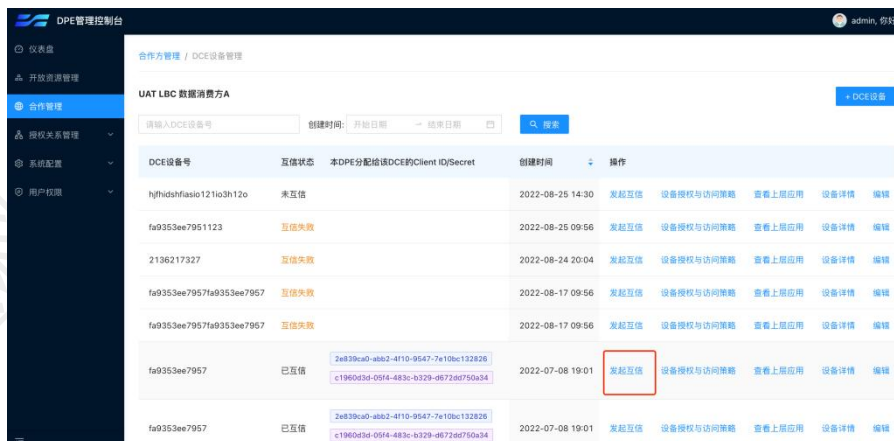 DPE管理控制台
admin, 你好
仪表盘
开放资源管理
合作管理
授权关系管理
系统配置
用户权限
合作方管理 / DCE设备管理
UAT LBC 数据消费方A
+ DCE设备
请输入DCE设备号 创建时间: 开始日期 → 结束日期 搜索
DCE设备号 互信状态 本DPE分配给该DCE的Client ID/Secret 创建时间 操作
hjfhidshfiasio121io3h12o 未互信 2022-08-25 14:30 发起互信 设备授权与访问策略 查看上层应用 设备详情 编辑
fa9353ee7951123 互信失败 2022-08-25 09:56 发起互信 设备授权与访问策略 查看上层应用 设备详情 编辑
2136217327 互信失败 2022-08-24 20:04 发起互信 设备授权与访问策略 查看上层应用 设备详情 编辑
fa9353ee7957fa9353ee7957 互信失败 2022-08-17 09:56 发起互信 设备授权与访问策略 查看上层应用 设备详情 编辑
fa9353ee7957fa9353ee7957 互信失败 2022-08-17 09:56 发起互信 设备授权与访问策略 查看上层应用 设备详情 编辑
2e839ca0-abb2-4f10-9547-7e10bc132826
fa9353ee7957 已互信 2022-07-08 19:01 发起互信 设备授权与访问策略 查看上层应用 设备详情 编辑
c1960d3d-05f4-483c-b329-d672dd750a34
2e839ca0-abb2-4f10-9547-7e10bc132826
fa9353ee7957 已互信 2022-07-08 19:01 发起互信 设备授权与访问策略 查看上层应用 设备详情 编辑
c1960d3d-05f4-483c-b329-d672dd750a34